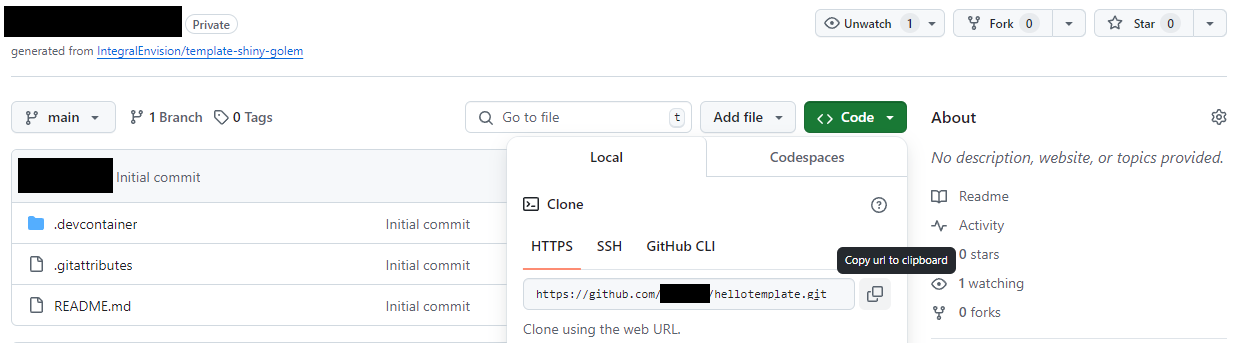 Private
Unwatch 1
Fork 0
Star 0
generated from IntegralEnvision/template-shiny-golem
main
1 Branch
0 Tags
Go to file
t
Add file
Code
About
Local
Codespaces
No description, website, or topics provided.
Initial commit
Clone
Readme
.devcontainer
Initial commit
Activity
HTTPS
SSH
GitHub CLI
Copy url to clipboard
0 stars
.gitattributes
Initial commit
1 watching
https://github.com/ /hellotemplate.git
README.md
Initial commit
0 forks
Clone using the web URL.